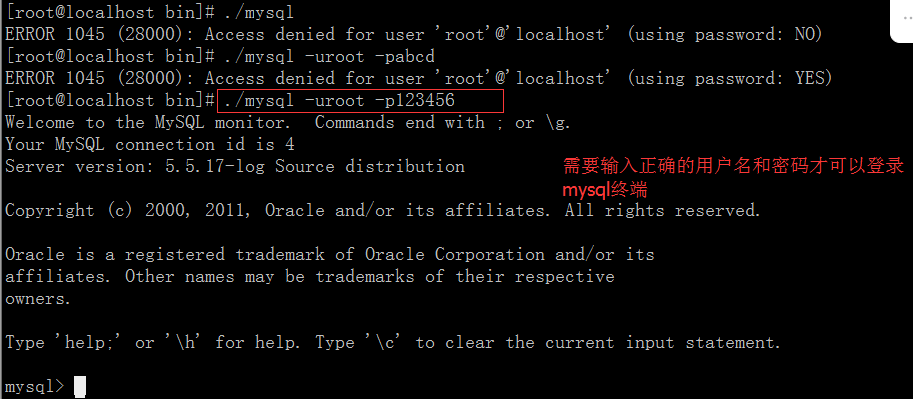 [root@localhost bin]# ./mysql
ERROR 1045 (28000): Access denied for user 'root'@'localhost' (using password: NO)
[root@localhost bin]# ./mysql -uroot -pabcd
ERROR 1045 (28000): Access denied for user 'root'@'localhost' (using password: YES)
[root@localhost bin]# ./mysql -uroot -p123456
Welcome to the MySQL monitor.  Commands end with ; or \g.
Your MySQL connection id is 4
Server version: 5.5.17-log Source distribution
需要输入正确的用户名和密码才可以登录
mysql终端
Copyright (c) 2000, 2011, Oracle and/or its affiliates. All rights reserved.
Oracle is a registered trademark of Oracle Corporation and/or its
affiliates. Other names may be trademarks of their respective
owners.
Type 'help;' or '\h' for help. Type '\c' to clear the current input statement.
mysql>